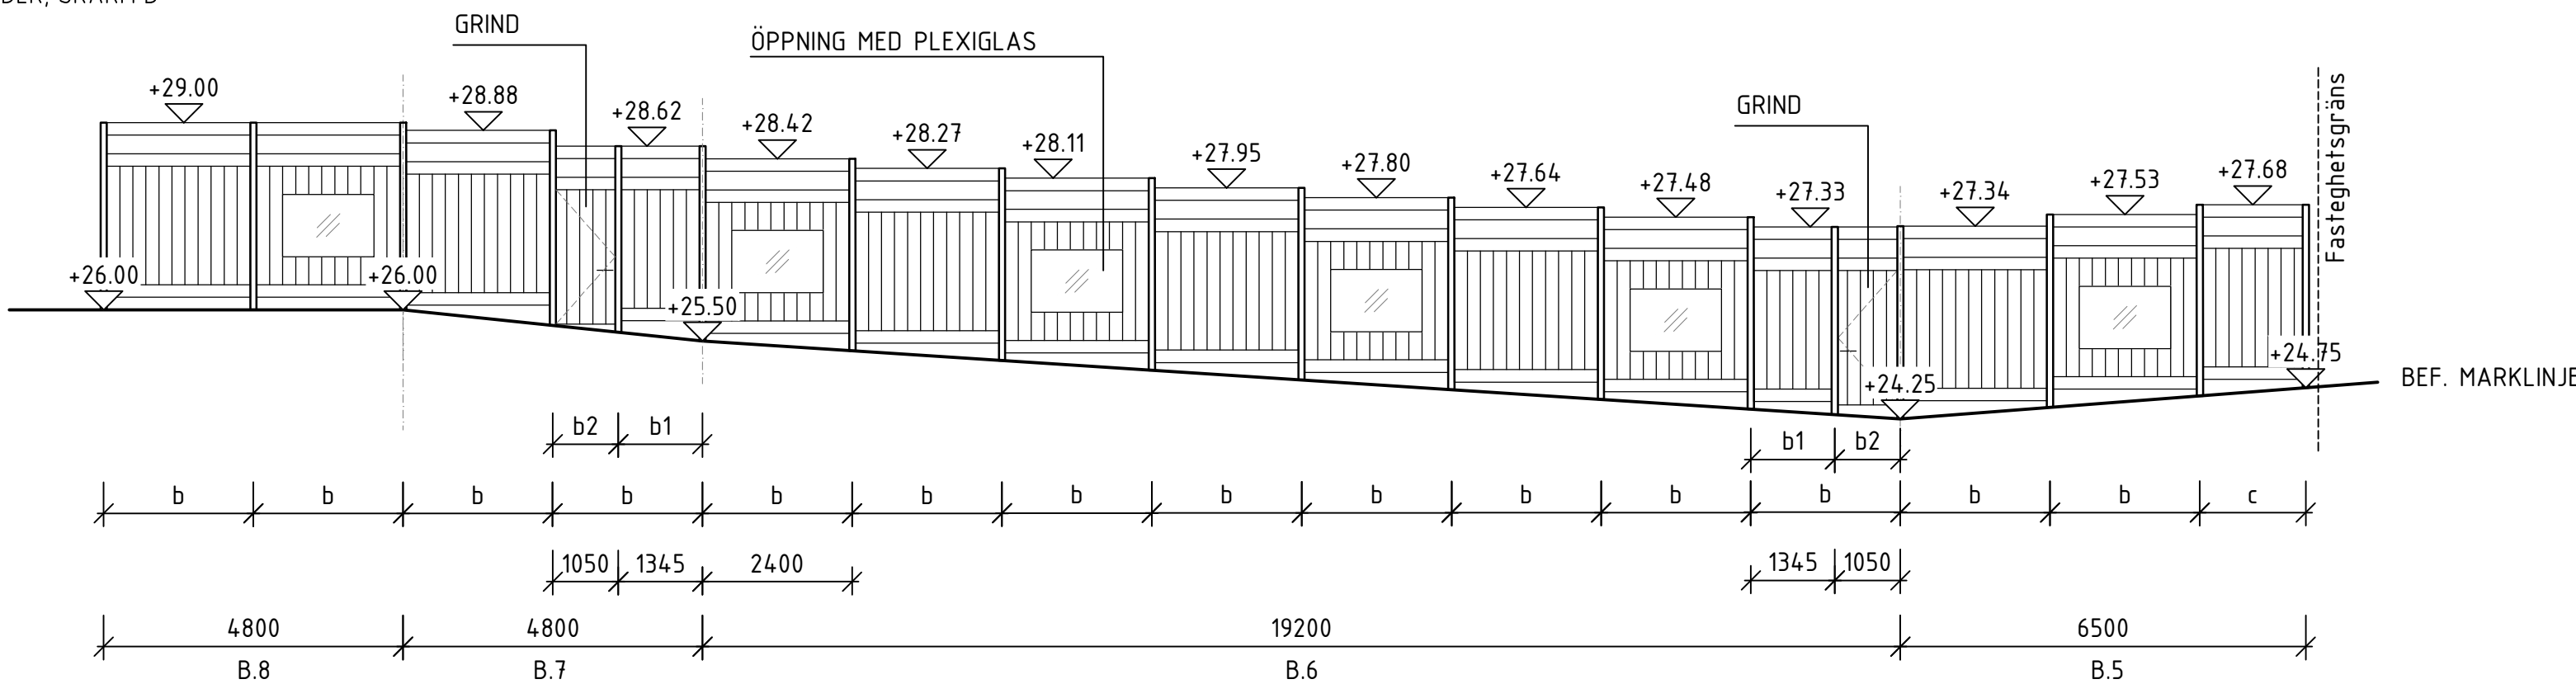 GRIND
ÖPPNING MED PLEXIGLAS
+29.00
+28.88
+28.62
+28.42
+28.27
+28.11
+27.95
+27.80
+27.64
+27.48
GRIND
+27.33
+27.34
+27.53
+27.68
Fastighetsgräns
+26.00
+26.00
+25.50
+24.25
+24.75
BEF. MARKLINJE
b2 b1
b1 b2
b b b b b b b b b b b b b b c
1050 1345 2400
1345 1050
4800 4800 19200 6500
B.8 B.7 B.6 B.5